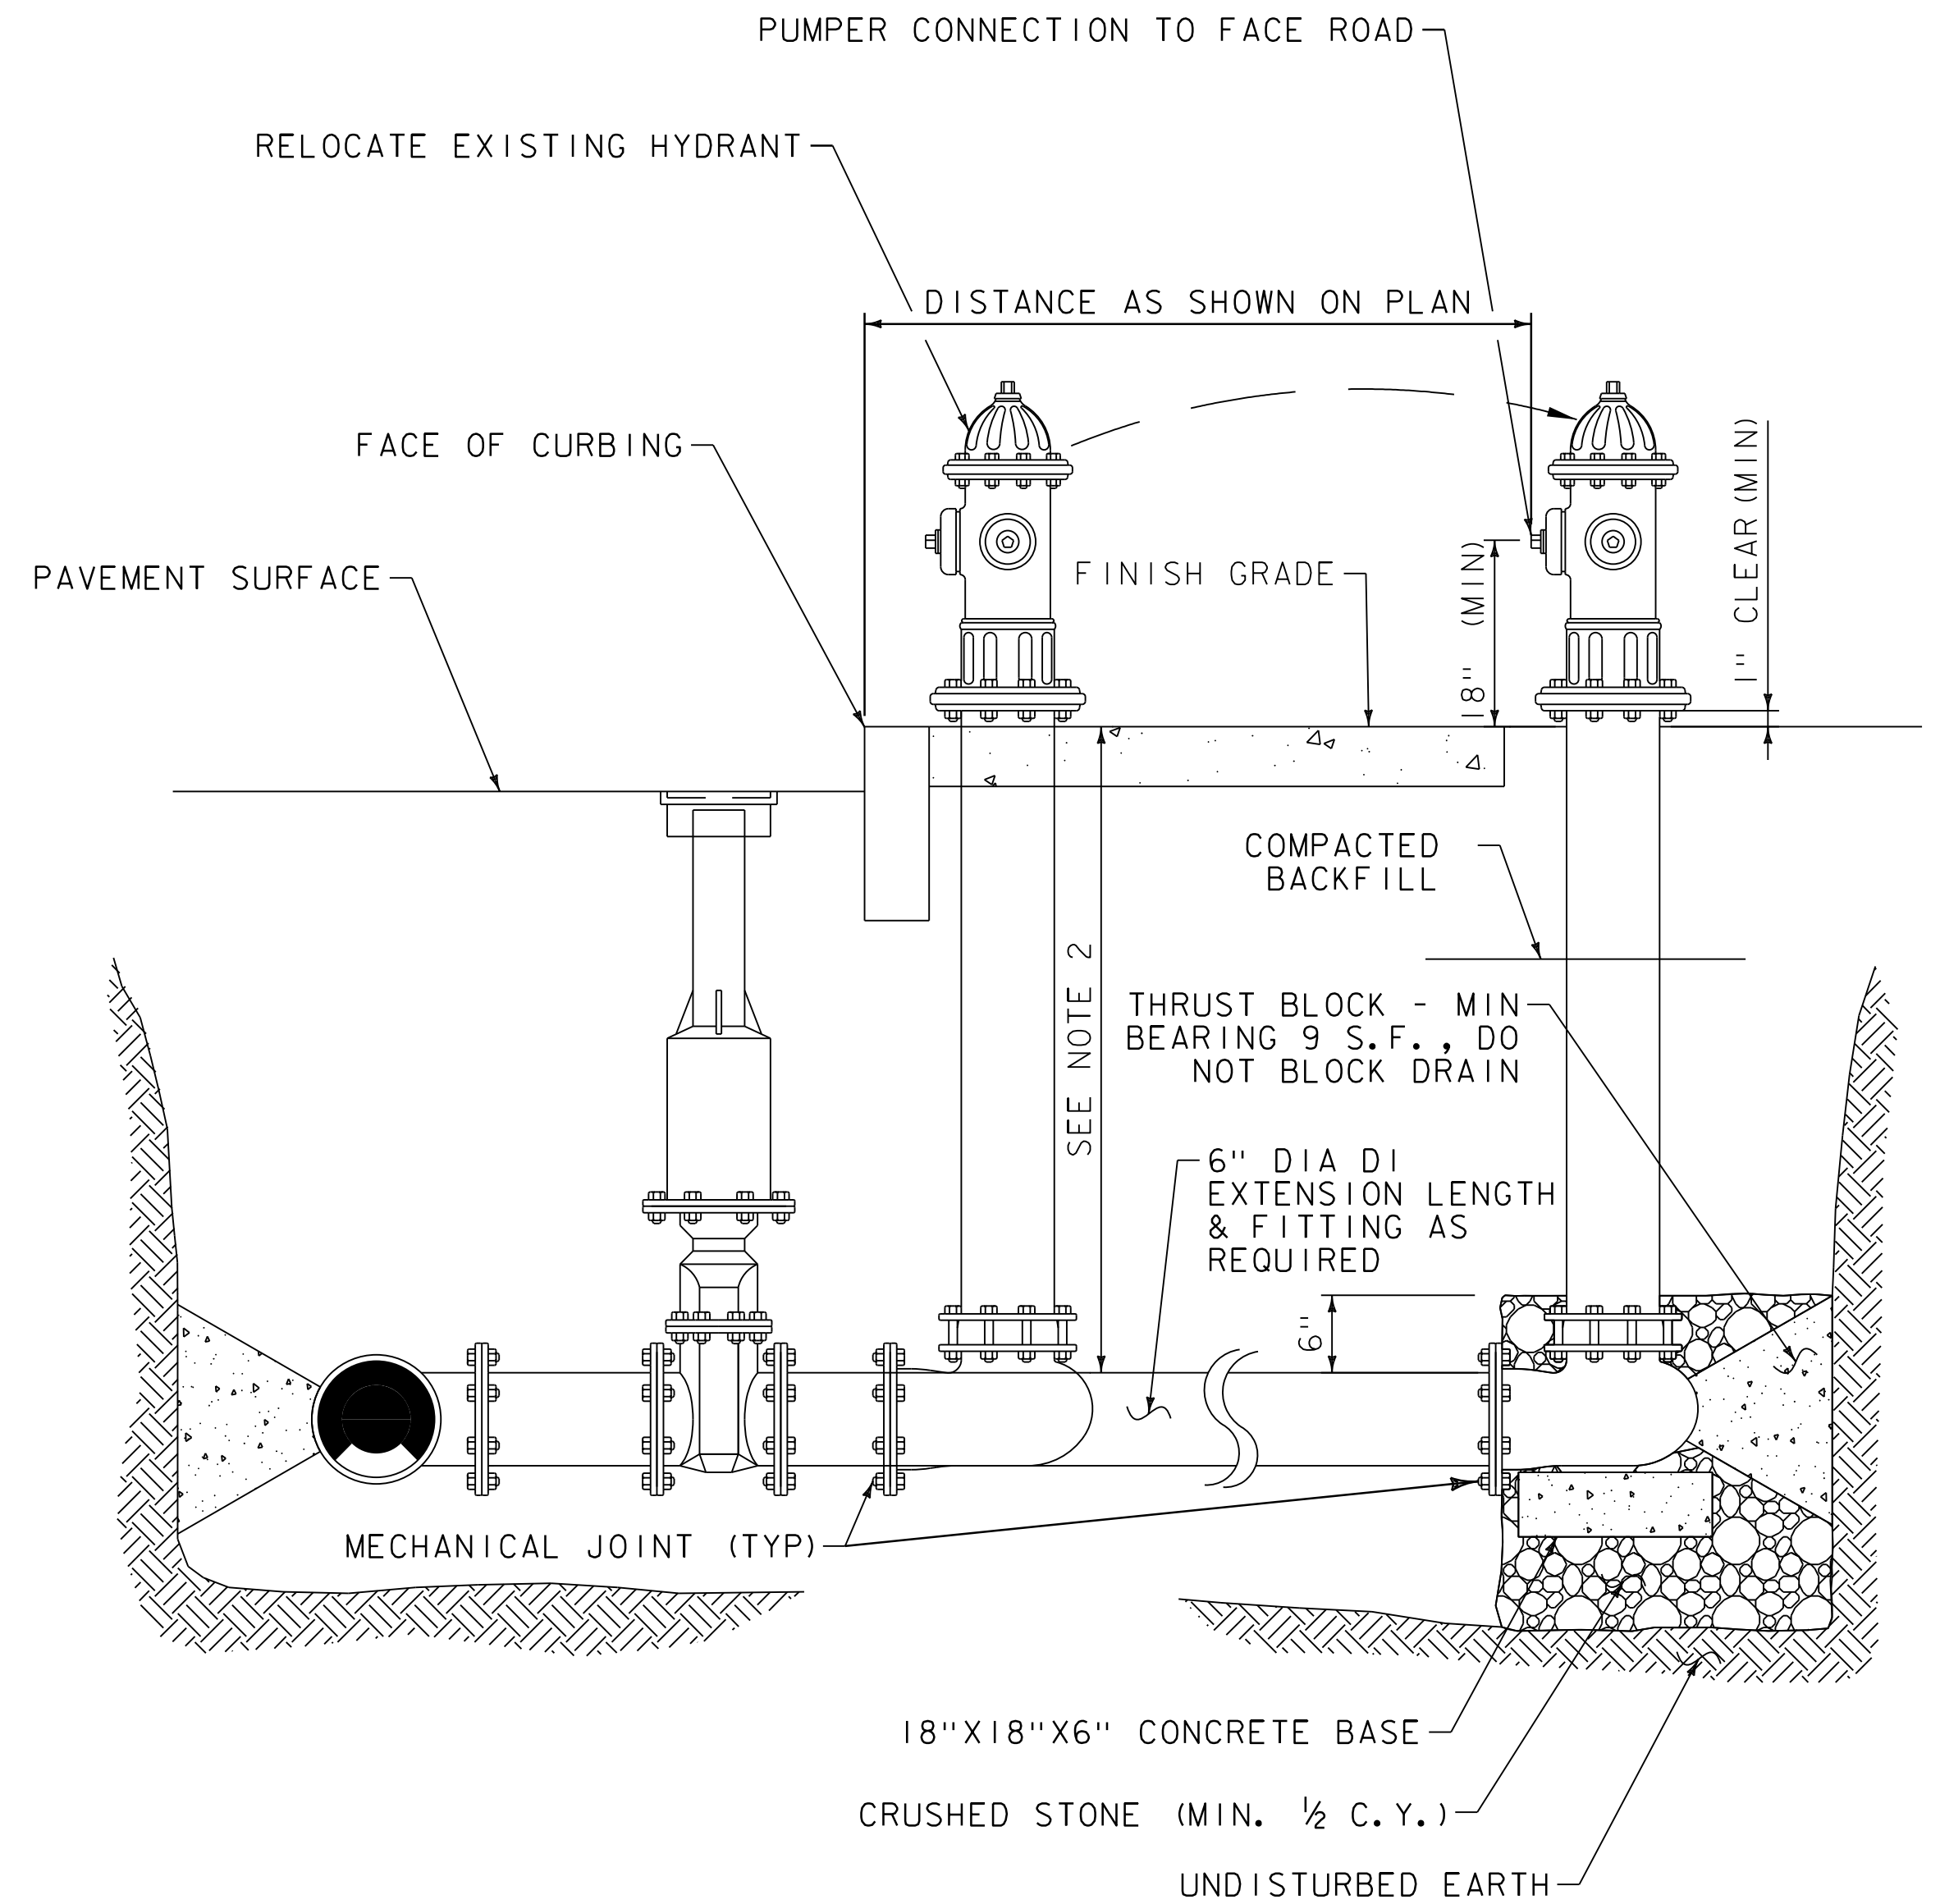 PUMPER CONNECTION TO FACE ROAD
RELOCATE EXISTING HYDRANT
DISTANCE AS SHOWN ON PLAN
FACE OF CURBING
1" CLEAR(MIN)
PAVEMENT SURFACE
FINISH GRADE
18" (MIN)
COMPACTED
BACKFILL
SEE NOTE 2
THRUST BLOCK - MIN
BEARING 9 S.F., DO
NOT BLOCK DRAIN
6" DIA DI
EXTENSION LENGTH
& FITTING AS
REQUIRED
6"
MECHANICAL JOINT (TYP)
18"X18"X6" CONCRETE BASE
CRUSHED STONE (MIN. ½ C.Y.)
UNDISTURBED EARTH